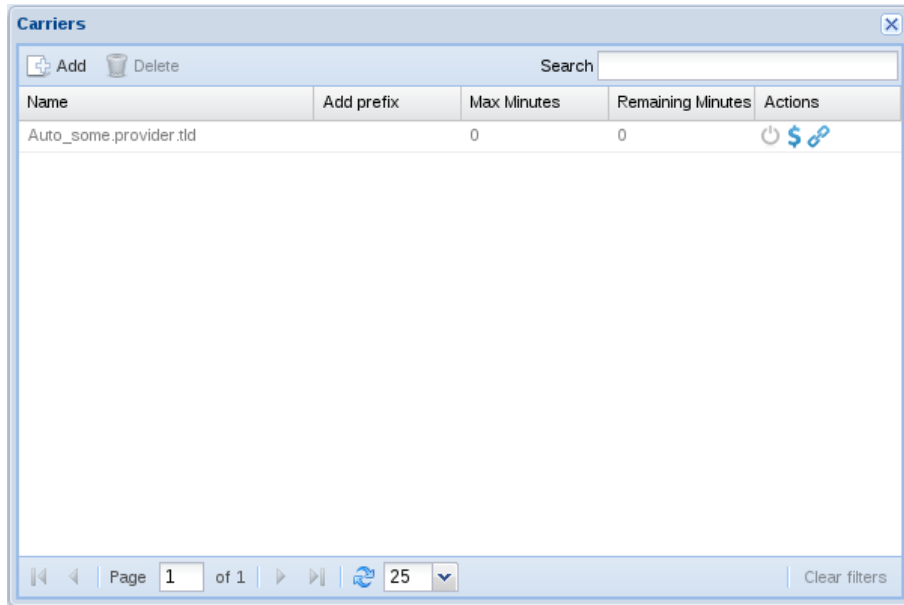 Carriers
Add Delete Search
Name Add prefix Max Minutes Remaining Minutes Actions
Auto_some.provider.tld 0 0 $
Page 1 of 1 25 Clear filters